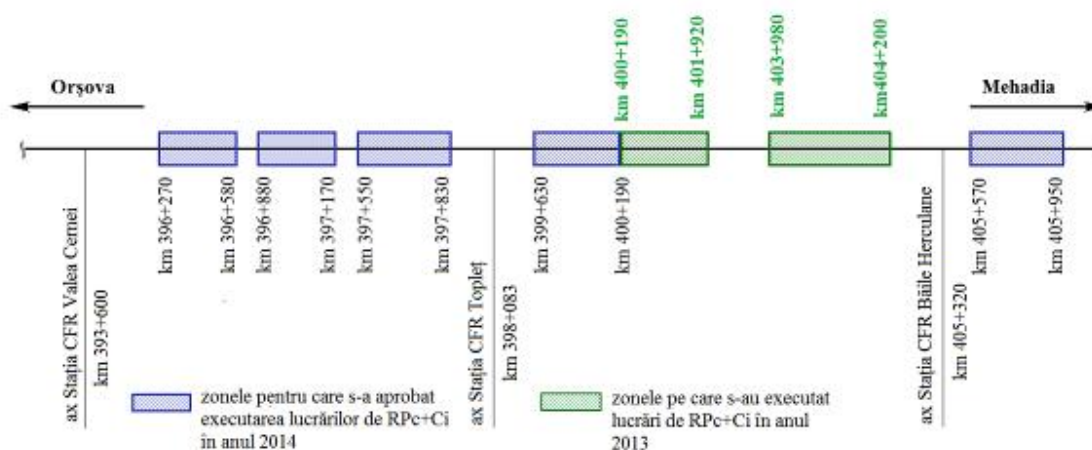 km 400+190
km 401+920
km 403+980
km404+200
Orşova
Mehadia
km 396+270
km 396+580
km 396+880
km 397+170
km 397+550
km 397+830
km 399+630
km 400+190
km 405+570
km 405+950
ax Staţia CFR Valea Cernei
km 393+600
ax Staţia CFR Topleţ
km 398+083
ax Staţia CFR Băile Herculane
km 405+320
zonele pentru care s-a aprobat
executarea lucrărilor de RPc+Ci
în anul 2014
zonele pe care s-au executat
lucrări de RPc+Ci în anul
2013